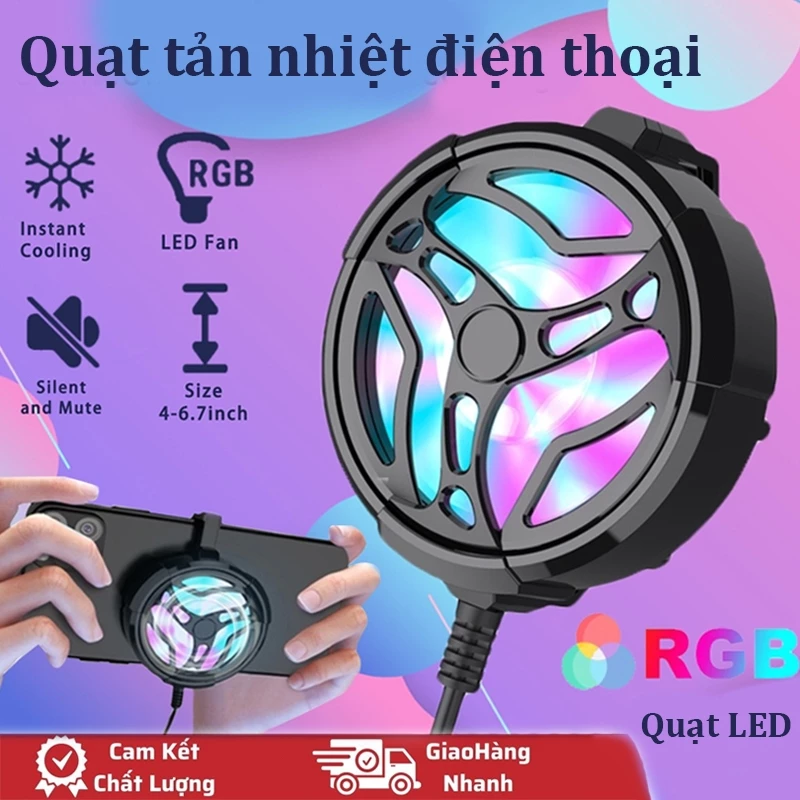 Quạt tản nhiệt điện thoại
Instant
Cooling
RGB
LED Fan
Silent
and Mute
Size
4-6.7inch
RGB
Quạt LED
Cam Kết
Chất Lượng
GiaoHàng
Nhanh